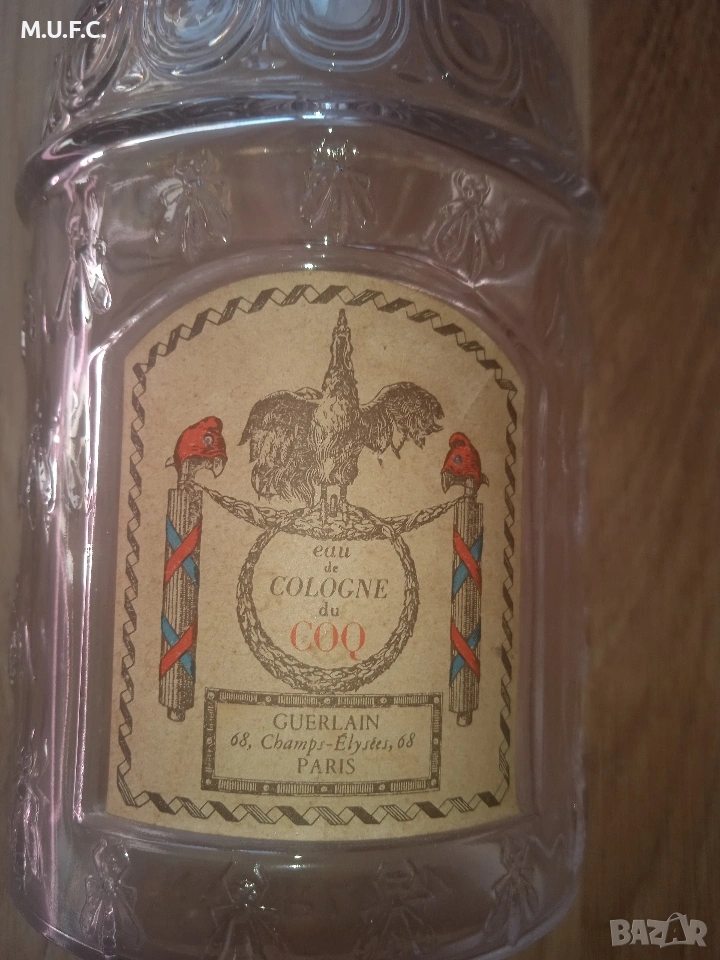 M.U.F.C.
eau
de
COLOGNE
du
COQ
GUERLAIN
68, Champs-Élysées, 68
PARIS
BAZAR